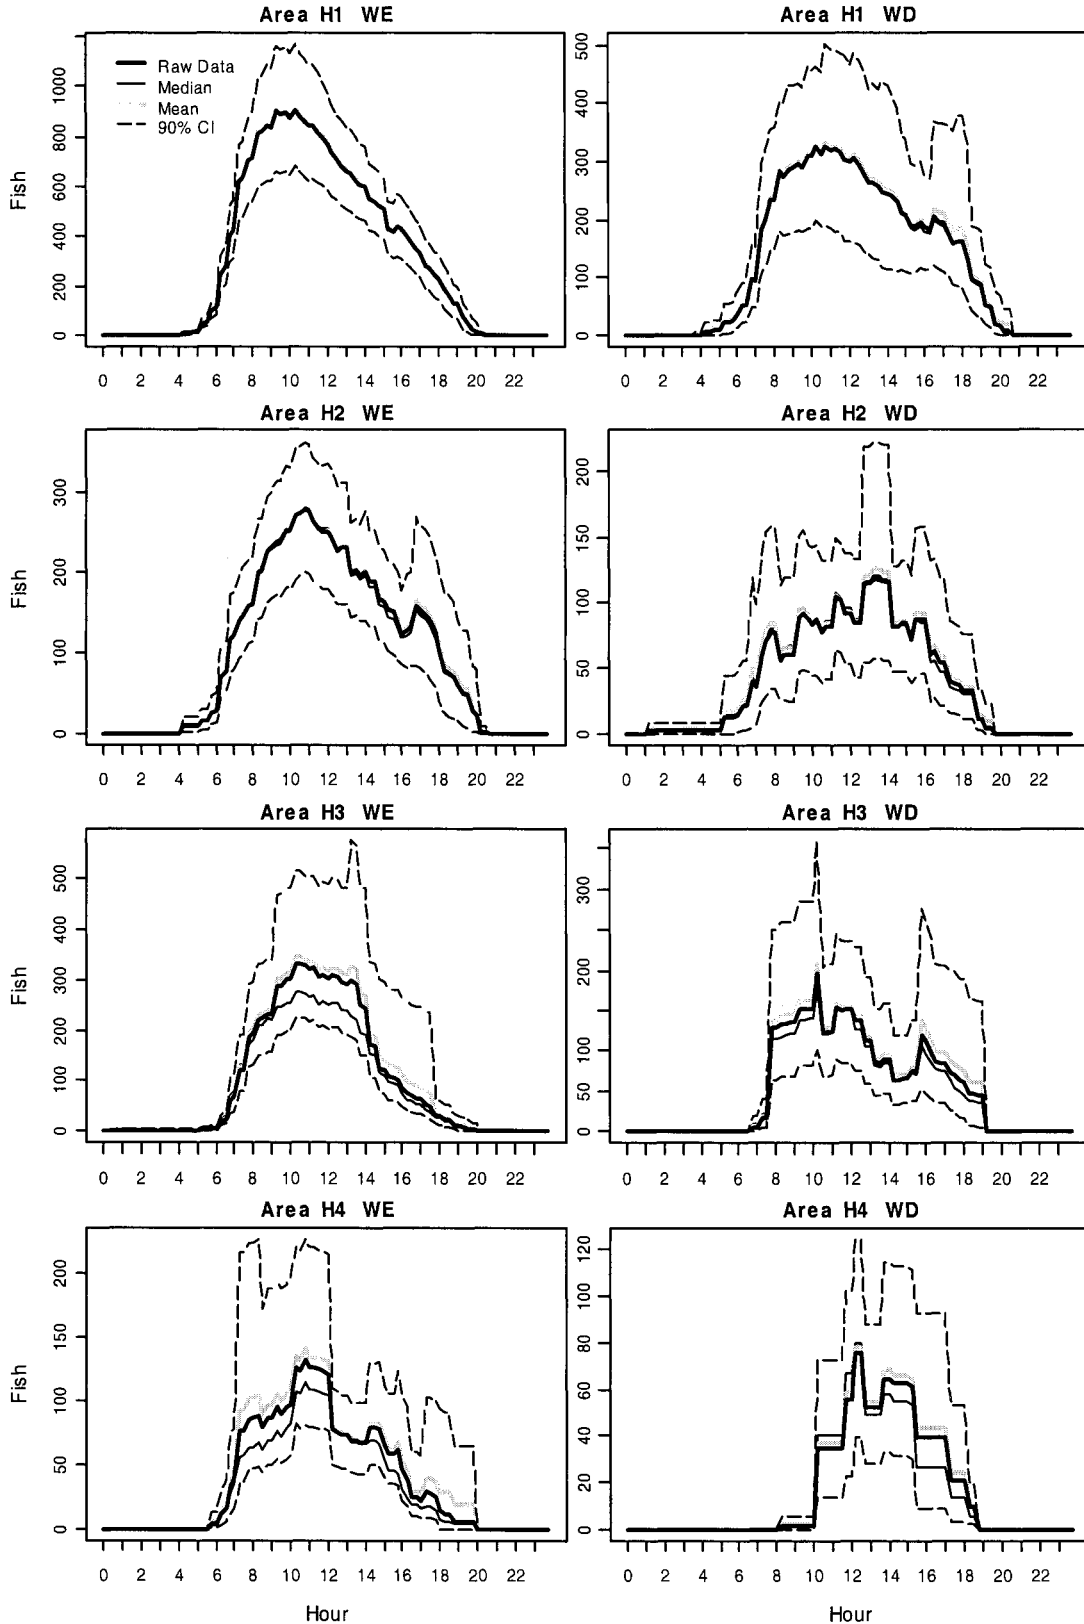 Area H1 WE
Fish
0 200 400 600 800 1000
Raw Data
Median
Mean
90% CI
0 2 4 6 8 10 12 14 16 18 20 22
Area H1 WD
0 100 200 300 400 500
0 2 4 6 8 10 12 14 16 18 20 22
Area H2 WE
Fish
0 100 200 300
0 2 4 6 8 10 12 14 16 18 20 22
Area H2 WD
0 50 100 150 200
0 2 4 6 8 10 12 14 16 18 20 22
Area H3 WE
Fish
0 100 200 300 400 500
0 2 4 6 8 10 12 14 16 18 20 22
Area H3 WD
0 50 100 200 300
0 2 4 6 8 10 12 14 16 18 20 22
Area H4 WE
Fish
0 50 100 150 200
0 2 4 6 8 10 12 14 16 18 20 22
Hour
Area H4 WD
0 20 40 60 80 120
0 2 4 6 8 10 12 14 16 18 20 22
Hour